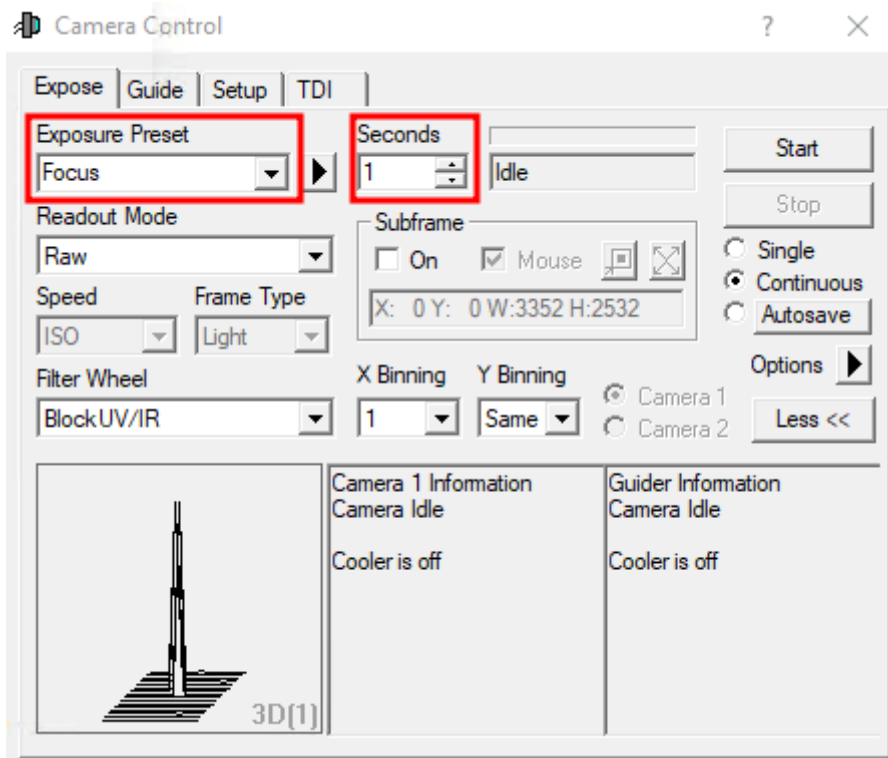 Camera Control
Expose Guide Setup TDI
Exposure Preset
Focus
Seconds
1
Idle
Start
Stop
Readout Mode
Raw
Subframe
On Mouse
X: 0 Y: 0 W:3352 H:2532
Single
Continuous
Autosave
Speed Frame Type
ISO Light
Filter Wheel
BlockUV/IR
X Binning Y Binning
1 Same
Camera 1
Camera 2
Options
Less <<
3D(1)
Camera 1 Information
Camera Idle
Cooler is off
Guider Information
Camera Idle
Cooler is off